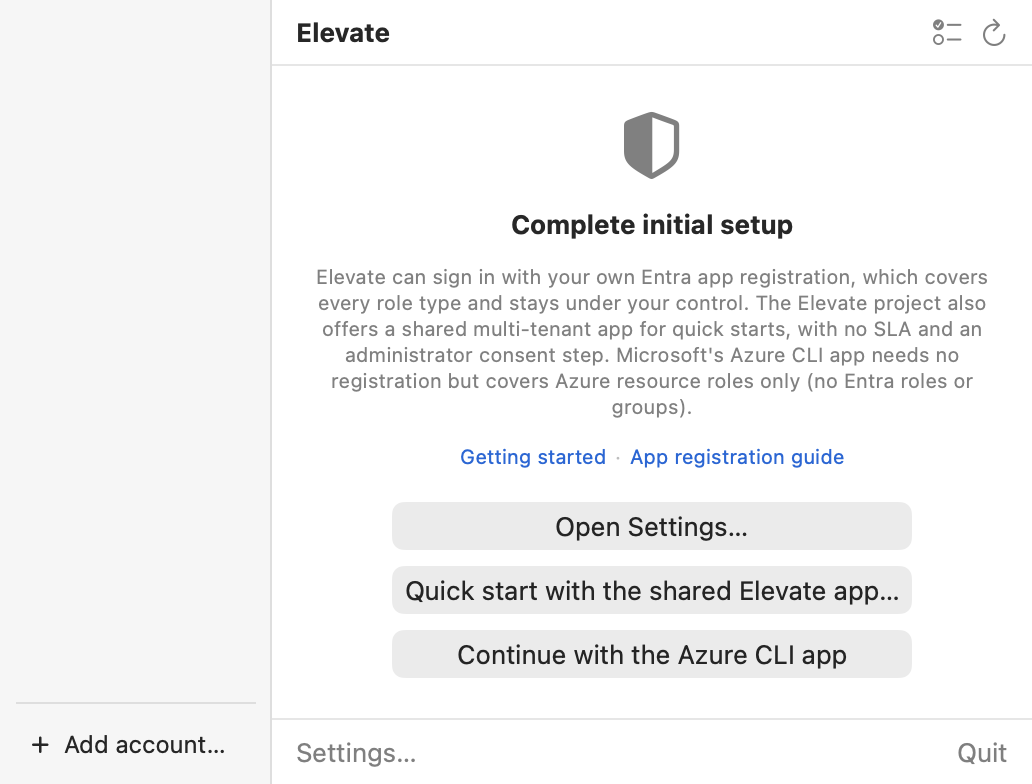 Elevate
Complete initial setup
Elevate can sign in with your own Entra app registration, which covers
every role type and stays under your control. The Elevate project also
offers a shared multi-tenant app for quick starts, with no SLA and an
administrator consent step. Microsoft's Azure CLI app needs no
registration but covers Azure resource roles only (no Entra roles or
groups).
Getting started · App registration guide
Open Settings...
Quick start with the shared Elevate app...
Continue with the Azure CLI app
+ Add account...
Settings...
Quit